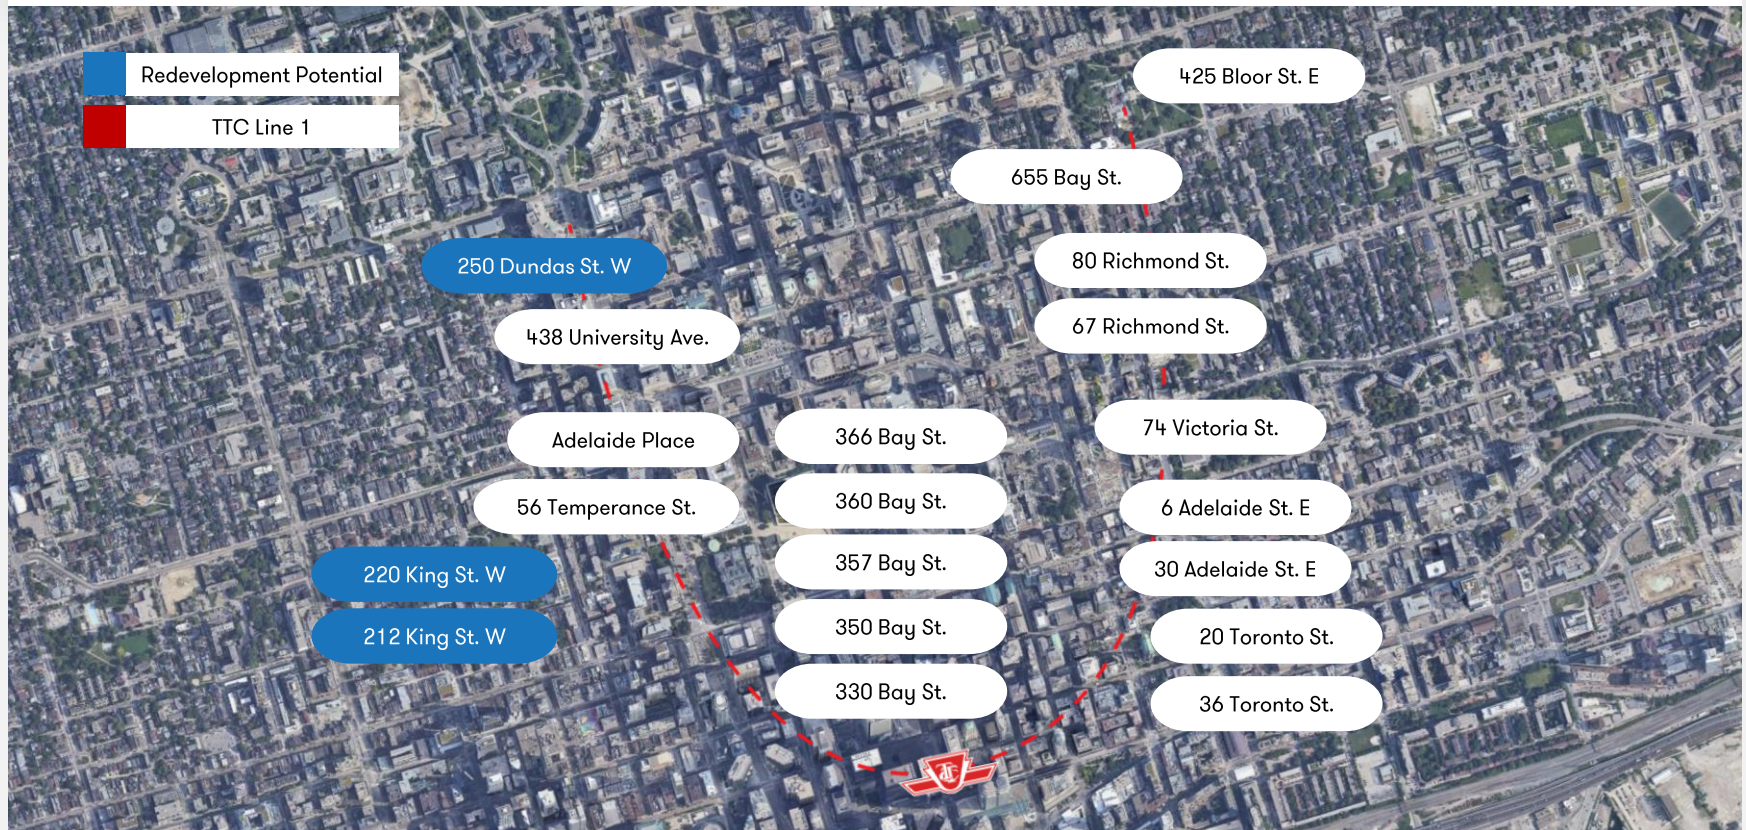 Redevelopment Potential
TTC Line 1
425 Bloor St. E
655 Bay St.
250 Dundas St. W
80 Richmond St.
438 University Ave.
67 Richmond St.
Adelaide Place
366 Bay St.
74 Victoria St.
56 Temperance St.
360 Bay St.
6 Adelaide St. E
220 King St. W
357 Bay St.
30 Adelaide St. E
212 King St. W
350 Bay St.
20 Toronto St.
330 Bay St.
36 Toronto St.
TTC